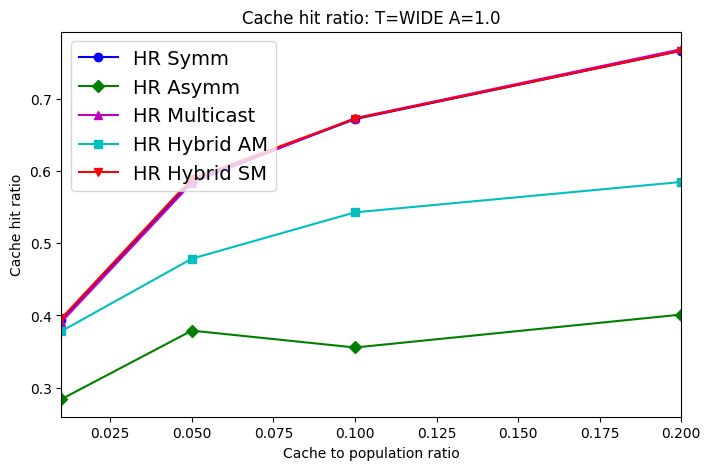 Cache hit ratio: T=WIDE A=1.0
HR Symm
HR Asymm
HR Multicast
HR Hybrid AM
HR Hybrid SM
Cache hit ratio
0.7
0.6
0.5
0.4
0.3
0.025
0.050
0.075
0.100
0.125
0.150
0.175
0.200
Cache to population ratio